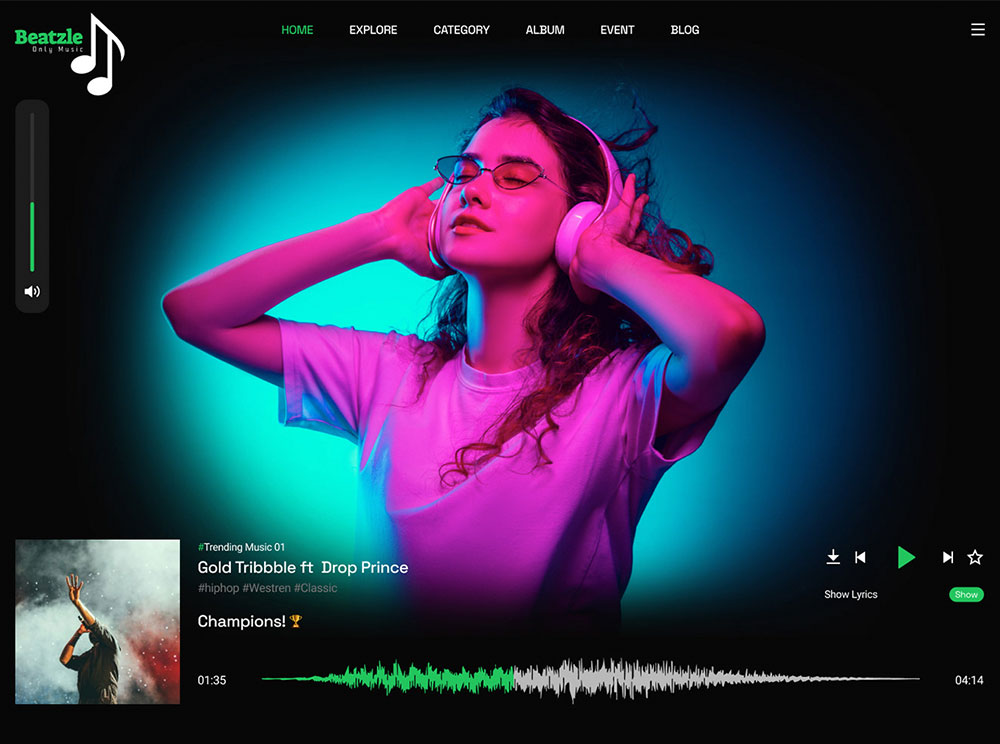 Beatzle
Only Music
HOME EXPLORE CATEGORY ALBUM EVENT BLOG
#Trending Music 01
Gold Tribbble ft Drop Prince
#hiphop #Westren #Classic
Champions!🏆
Show Lyrics Show
01:35 04:14